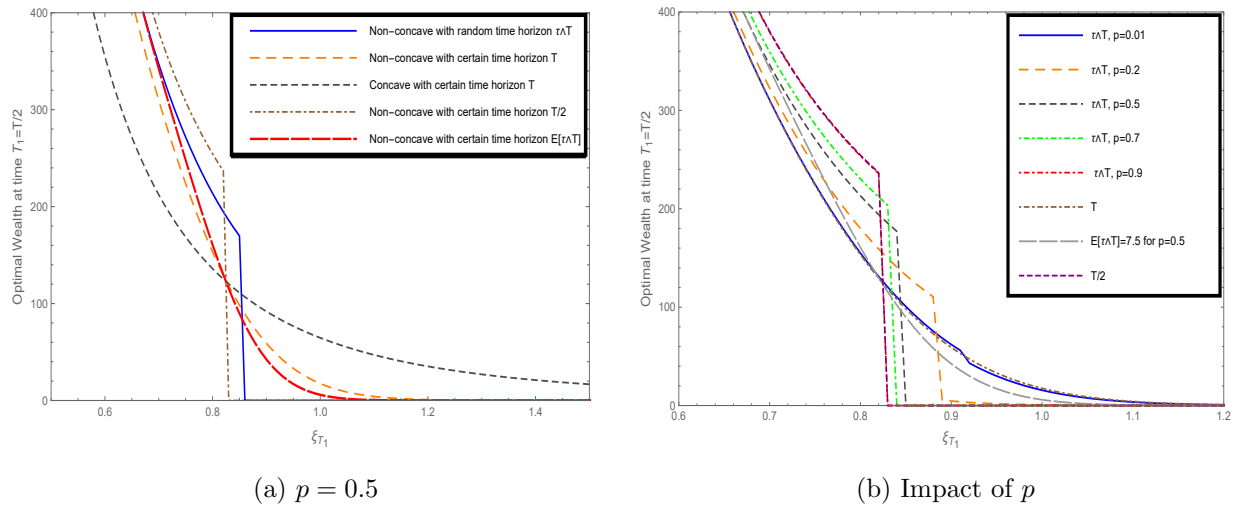 Optimal Wealth at time T₁=T/2
400
300
200
100
0
0.6
0.8
1.0
1.2
1.4
ξ_T₁
Non-concave with random time horizon τ∧T
Non-concave with certain time horizon T
Concave with certain time horizon T
Non-concave with certain time horizon T/2
Non-concave with certain time horizon E[τ∧T]
(a) p = 0.5
Optimal Wealth at time T₁=T/2
400
300
200
100
0
0.6
0.7
0.8
0.9
1.0
1.1
1.2
ξ_T₁
τ∧T, p=0.01
τ∧T, p=0.2
τ∧T, p=0.5
τ∧T, p=0.7
τ∧T, p=0.9
T
E[τ∧T]=7.5 for p=0.5
T/2
(b) Impact of p